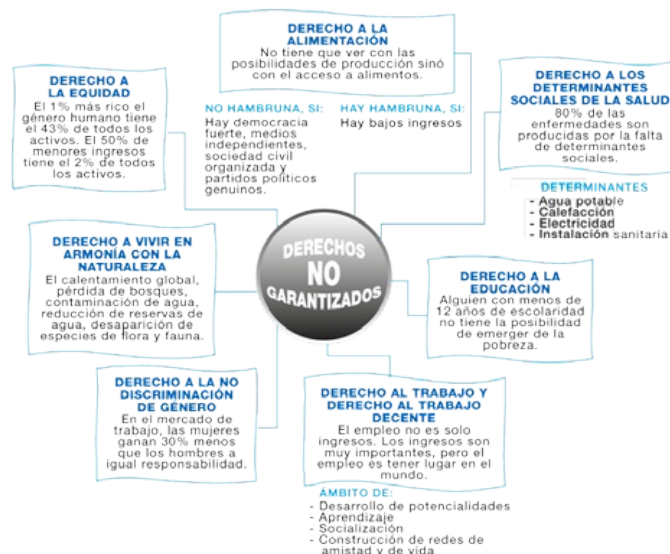 DERECHO A
LA EQUIDAD
El 1% más rico el
género humano tiene
el 43% de todos los
activos. El 50% de
menores ingresos
tiene el 2% de todos
los activos.
DERECHO A LA
ALIMENTACIÓN
No tiene que ver con las
posibilidades de producción sinó
con el acceso a alimentos.
NO HAMBRUNA, SI:
Hay democracia
fuerte, medios
independientes,
sociedad civil
organizada y
partidos políticos
genuinos.
HAY HAMBRUNA, SI:
Hay bajos ingresos
DERECHO A LOS
DETERMINANTES
SOCIALES DE LA SALUD
80% de las
enfermedades son
producidas por la falta
de determinantes
sociales.
DETERMINANTES
- Agua potable
- Calefacción
- Electricidad
- Instalación sanitaria
DERECHOS
NO
GARANTIZADOS
DERECHO A VIVIR EN
ARMONÍA CON LA
NATURALEZA
El calentamiento global,
pérdida de bosques,
contaminación de agua,
reducción de reservas de
agua, desaparición de
especies de flora y fauna.
DERECHO A LA
EDUCACIÓN
Alguien con menos de
12 años de escolaridad
no tiene la posibilidad
de emerger de la
pobreza.
DERECHO A LA NO
DISCRIMINACIÓN
DE GÉNERO
En el mercado de
trabajo, las mujeres
ganan 30% menos
que los hombres a
igual responsabilidad.
DERECHO AL TRABAJO Y
DERECHO AL TRABAJO
DECENTE
El empleo no es solo
ingresos. Los ingresos son
muy importantes, pero el
empleo es tener lugar en el
mundo.
ÁMBITO DE:
- Desarrollo de potencialidades
- Aprendizaje
- Socialización
- Construcción de redes de
amistad y de vida